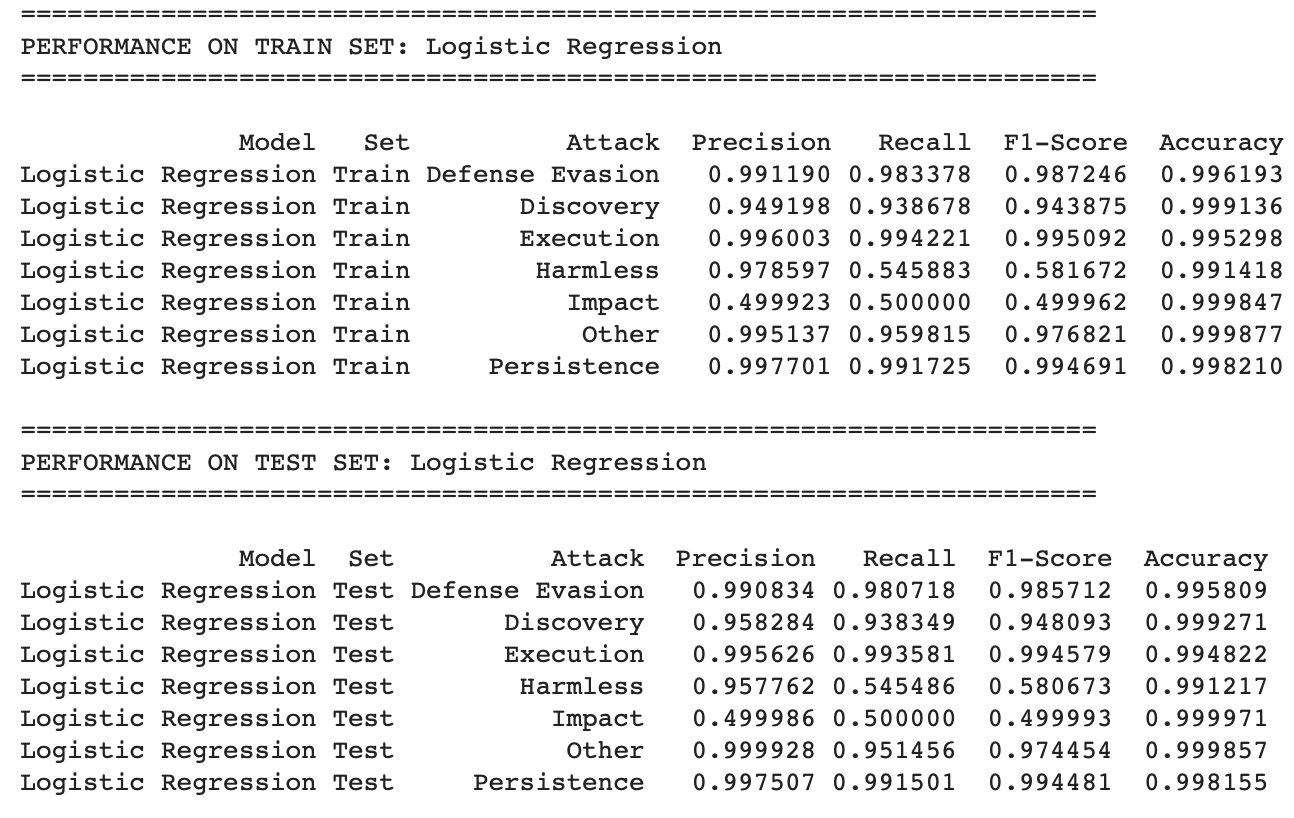 =====================================================================
PERFORMANCE ON TRAIN SET: Logistic Regression
=====================================================================
Model Set Attack Precision Recall F1-Score Accuracy
Logistic Regression Train Defense Evasion 0.991190 0.983378 0.987246 0.996193
Logistic Regression Train Discovery 0.949198 0.938678 0.943875 0.999136
Logistic Regression Train Execution 0.996003 0.994221 0.995092 0.995298
Logistic Regression Train Harmless 0.978597 0.545883 0.581672 0.991418
Logistic Regression Train Impact 0.499923 0.500000 0.499962 0.999847
Logistic Regression Train Other 0.995137 0.959815 0.976821 0.999877
Logistic Regression Train Persistence 0.997701 0.991725 0.994691 0.998210
=====================================================================
PERFORMANCE ON TEST SET: Logistic Regression
=====================================================================
Model Set Attack Precision Recall F1-Score Accuracy
Logistic Regression Test Defense Evasion 0.990834 0.980718 0.985712 0.995809
Logistic Regression Test Discovery 0.958284 0.938349 0.948093 0.999271
Logistic Regression Test Execution 0.995626 0.993581 0.994579 0.994822
Logistic Regression Test Harmless 0.957762 0.545486 0.580673 0.991217
Logistic Regression Test Impact 0.499986 0.500000 0.499993 0.999971
Logistic Regression Test Other 0.999928 0.951456 0.974454 0.999857
Logistic Regression Test Persistence 0.997507 0.991501 0.994481 0.998155